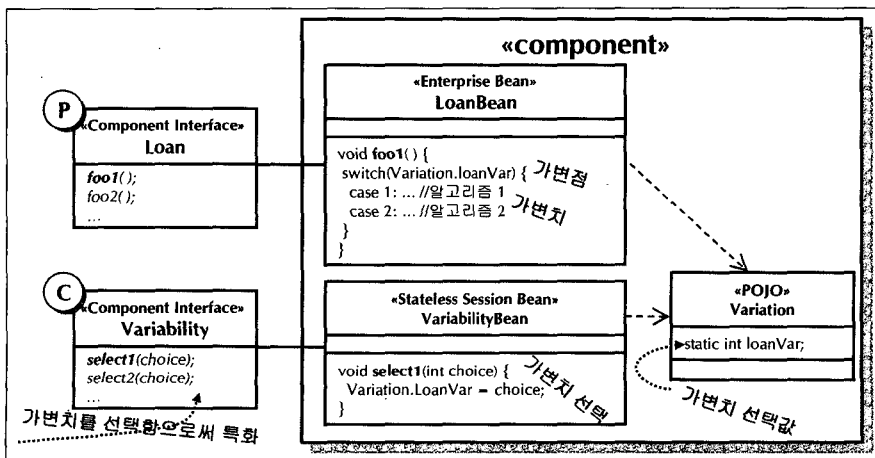 «component»
«Enterprise Bean»
LoanBean
P
«Component Interface»
Loan
foo1();
foo2();
...
void foo1() {
switch(Variation.loanVar) { 가변점
case 1: ... //알고리즘 1
case 2: ... //알고리즘 2 가변치
}
}
C
«Component Interface»
Variability
select1(choice);
select2(choice);
...
가변치를 선택함으로써 특화
«Stateless Session Bean»
VariabilityBean
void select1(int choice) {
Variation.LoanVar = choice;
}
가변치 선택
«POJO»
Variation
static int loanVar;
가변치 선택값